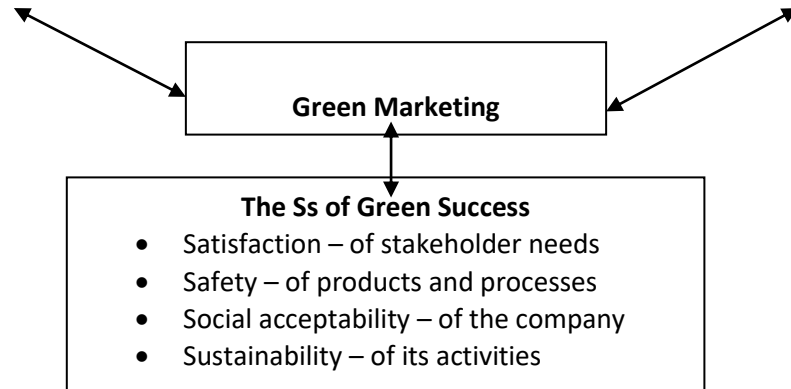 Green Marketing
The Ss of Green Success
• Satisfaction – of stakeholder needs
• Safety – of products and processes
• Social acceptability – of the company
• Sustainability – of its activities